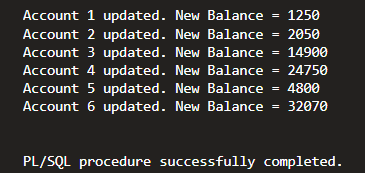 Account 1 updated. New Balance = 1250
Account 2 updated. New Balance = 2050
Account 3 updated. New Balance = 14900
Account 4 updated. New Balance = 24750
Account 5 updated. New Balance = 4800
Account 6 updated. New Balance = 32070
PL/SQL procedure successfully completed.